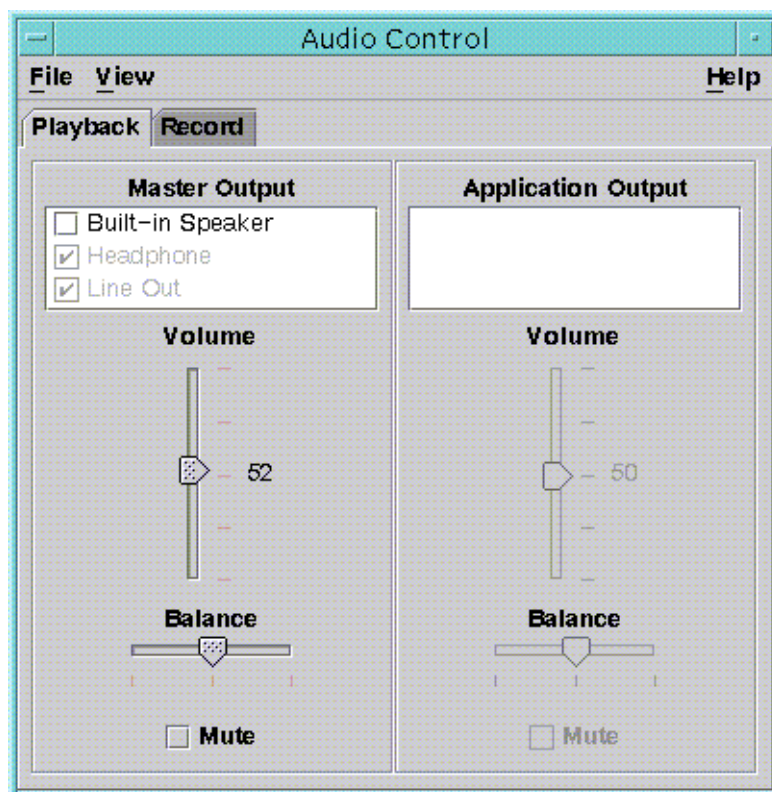 Audio Control
File View Help
Playback Record
Master Output
Built-in Speaker
Headphone
Line Out
Volume
52
Balance
Mute
Application Output
Volume
50
Balance
Mute